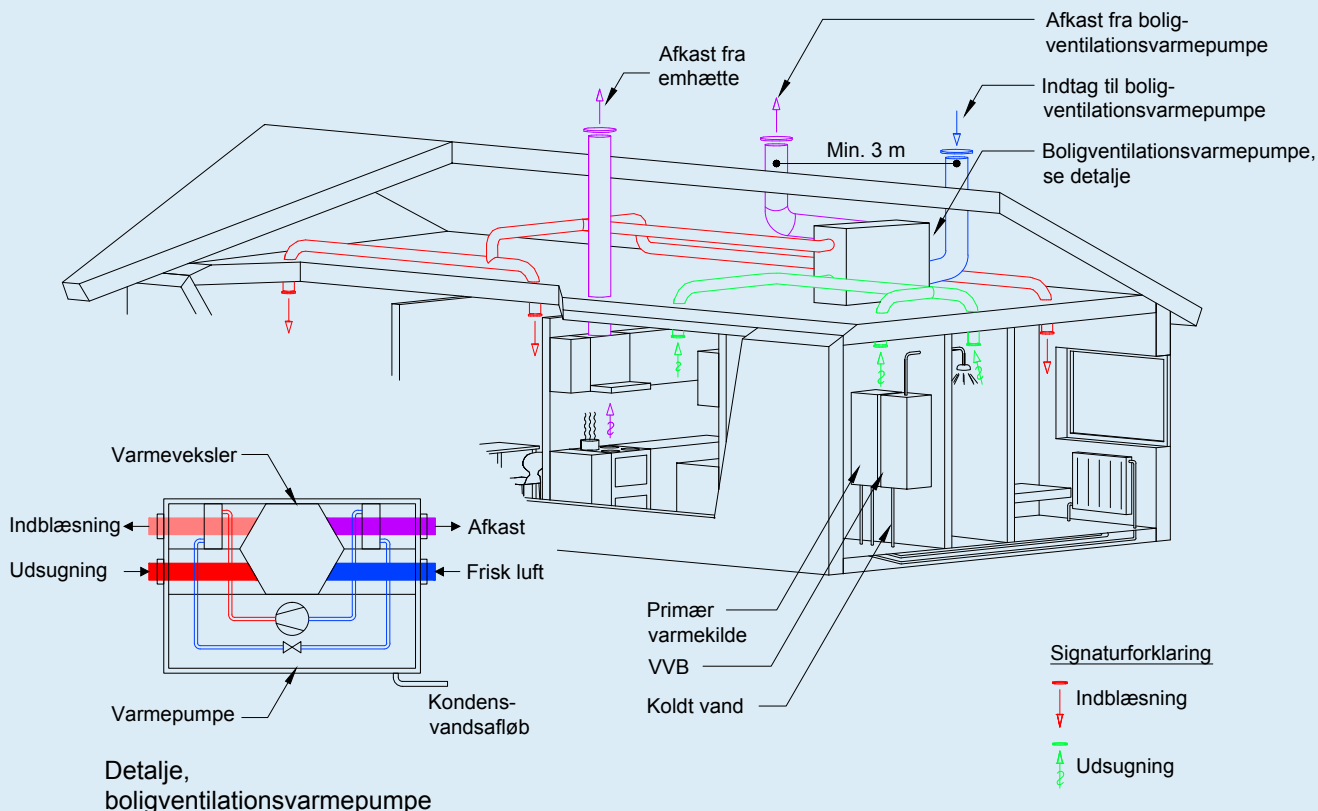 Afkast fra bolig-
ventilationsvarmepumpe
Afkast fra
emhætte
Indtag til bolig-
ventilationsvarmepumpe
Min. 3 m
Boligventilationsvarmepumpe,
se detalje
Varmeveksler
Indblæsning
Afkast
Udsugning
Frisk luft
Primær
varmekilde
VVB
Koldt vand
Varmepumpe
Kondens-
vandsafløb
Detalje,
boligventilationsvarmepumpe
Signaturforklaring
Indblæsning
Udsugning